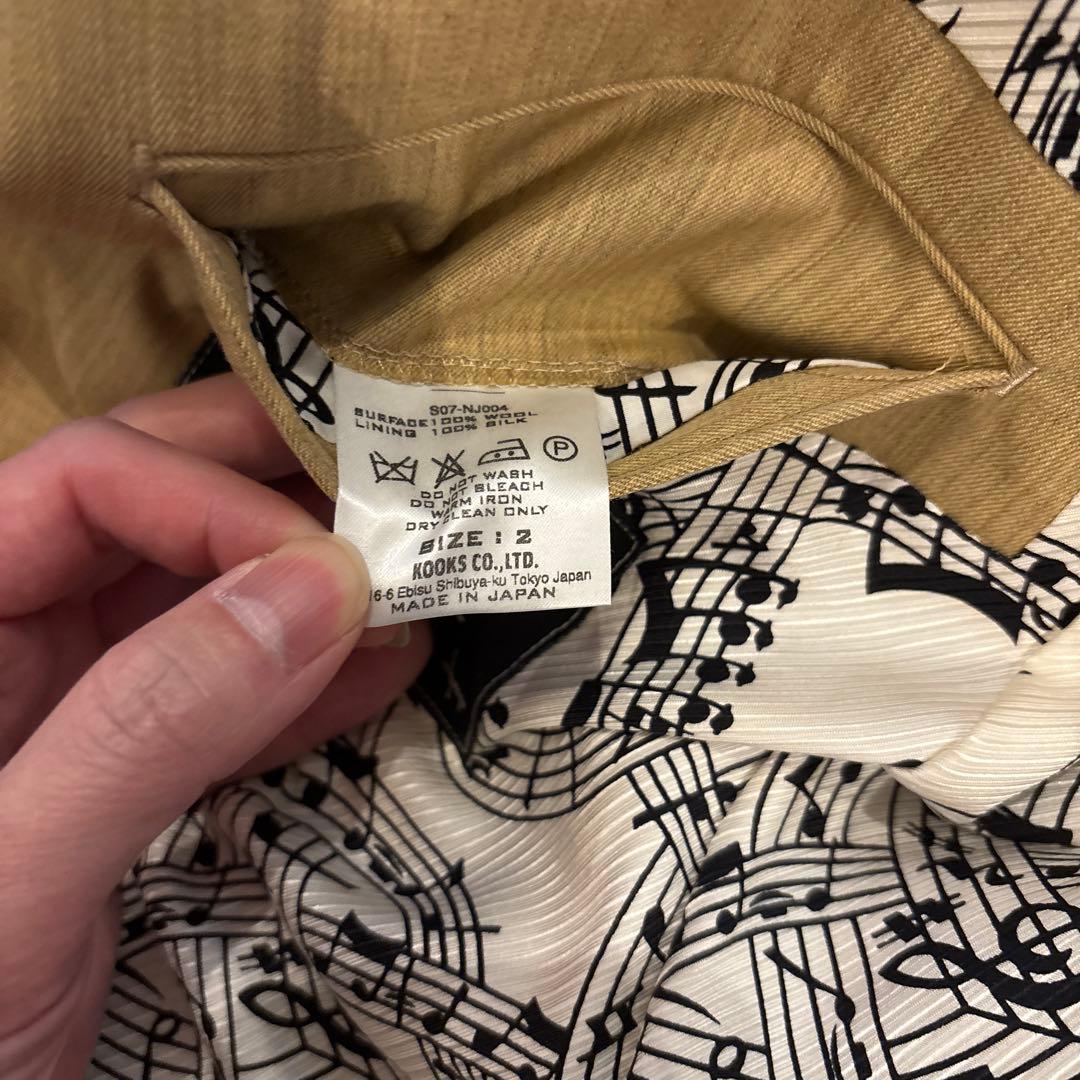 S07-NJ004
SURFACE 100% WOOL
LINING 100% SILK
P
DO NOT WASH
DO NOT BLEACH
WARM IRON
DRY CLEAN ONLY
SIZE : 2
KOOKS CO.,LTD.
16-6 Ebisu Shibuya-ku Tokyo Japan
MADE IN JAPAN